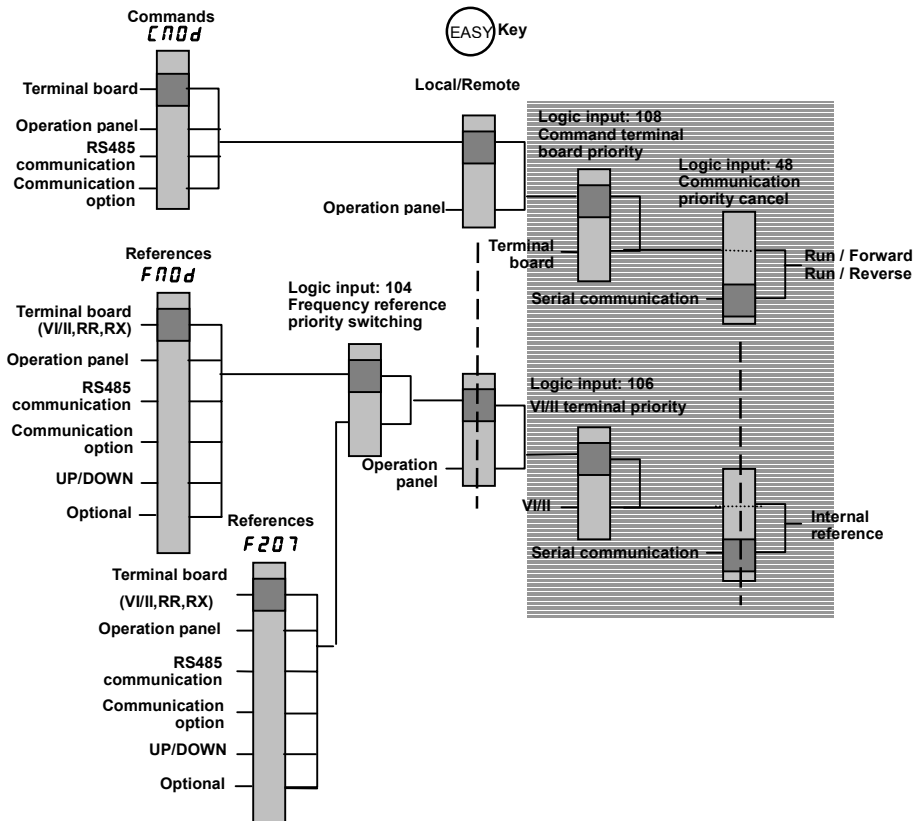 Commands
CMOd
EASY Key
Terminal board
Operation panel
RS485
communication
Communication
option
Local/Remote
Operation panel
Logic input: 108
Command terminal
board priority
Logic input: 48
Communication
priority cancel
Terminal
board
Serial communication
Run / Forward
Run / Reverse
References
FMOd
Terminal board
(VI/II,RR,RX)
Operation panel
RS485
communication
Communication
option
UP/DOWN
Optional
Logic input: 104
Frequency reference
priority switching
Operation
panel
Logic input: 106
VI/II terminal priority
VI/II
Serial communication
Internal
reference
References
F207
Terminal board
(VI/II,RR,RX)
Operation panel
RS485
communication
Communication
option
UP/DOWN
Optional